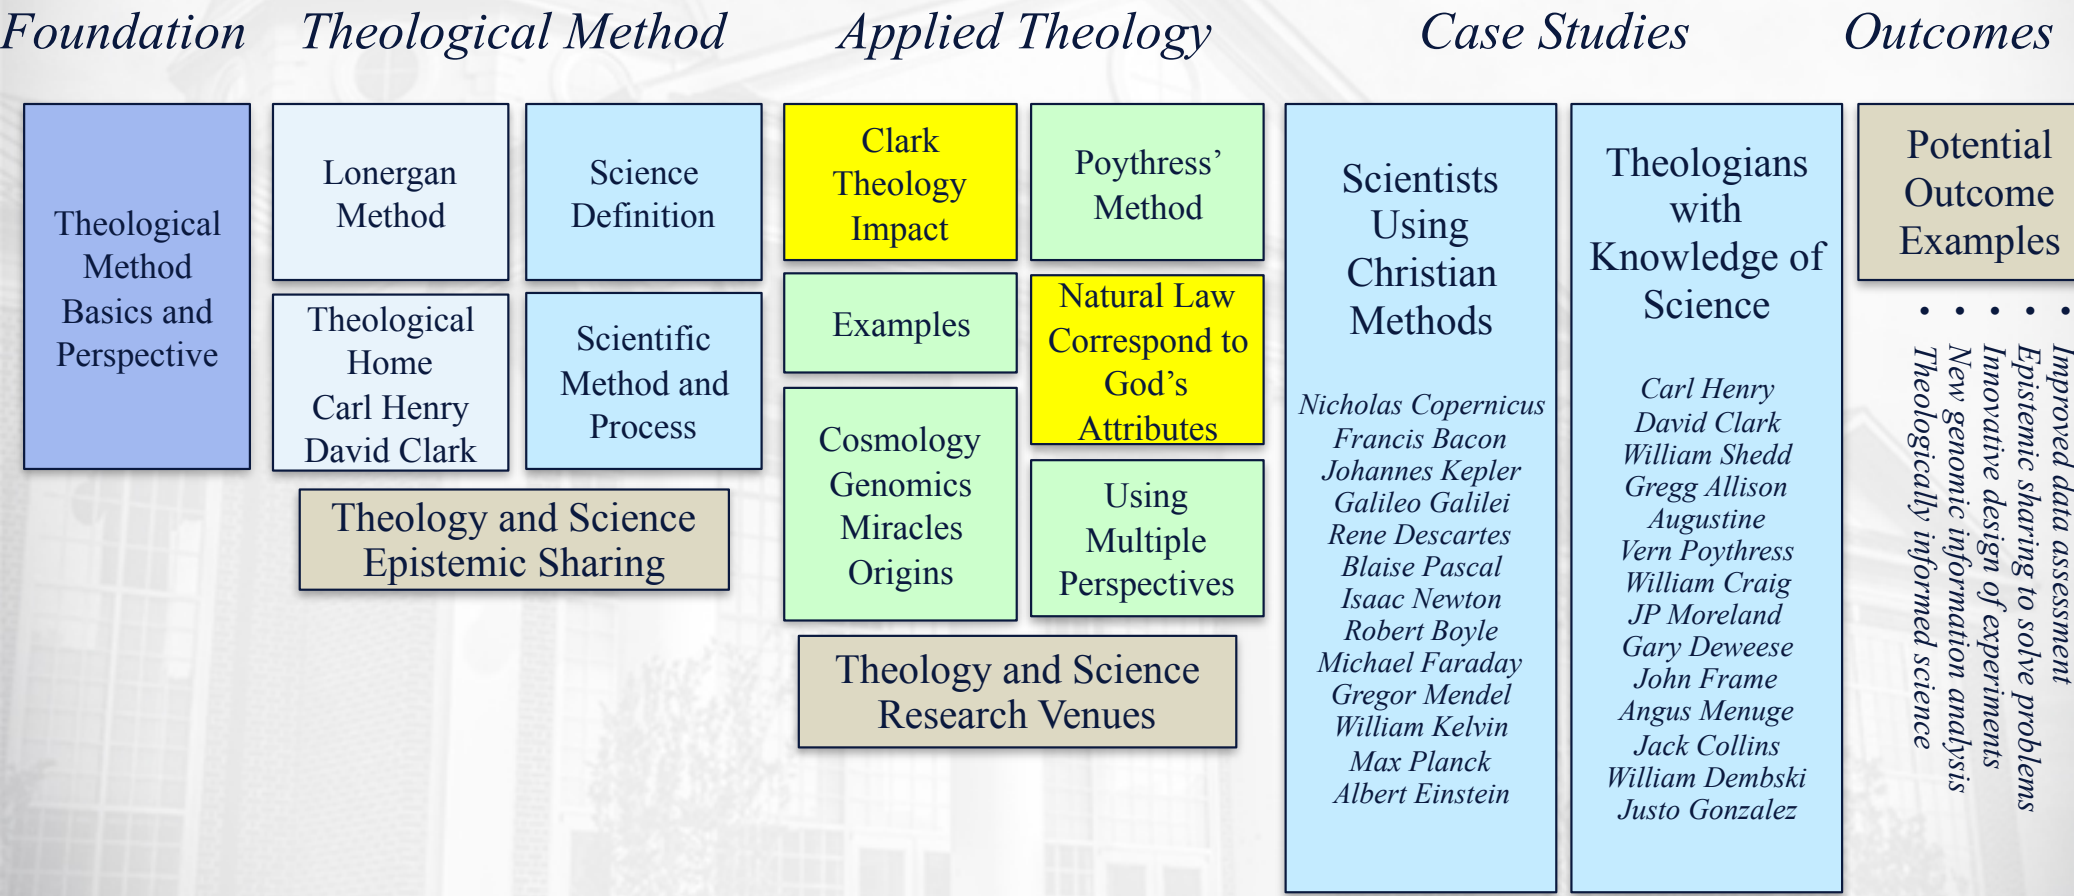 Foundation
Theological Method
Applied Theology
Case Studies
Outcomes
Theological
Method
Basics and
Perspective
Lonergan
Method
Theological
Home
Carl Henry
David Clark
Science
Definition
Scientific
Method and
Process
Theology and Science
Epistemic Sharing
Clark
Theology
Impact
Examples
Cosmology
Genomics
Miracles
Origins
Poythress’
Method
Natural Law
Correspond to
God’s
Attributes
Using
Multiple
Perspectives
Theology and Science
Research Venues
Scientists
Using
Christian
Methods
Nicholas Copernicus
Francis Bacon
Johannes Kepler
Galileo Galilei
Rene Descartes
Blaise Pascal
Isaac Newton
Robert Boyle
Michael Faraday
Gregor Mendel
William Kelvin
Max Planck
Albert Einstein
Theologians
with
Knowledge of
Science
Carl Henry
David Clark
William Shedd
Gregg Allison
Augustine
Vern Poythress
William Craig
JP Moreland
Gary Deweese
John Frame
Angus Menuge
Jack Collins
William Dembski
Justo Gonzalez
Potential
Outcome
Examples
• Improved data assessment
• Epistemic sharing to solve problems
• Innovative design of experiments
• New genomic information analysis
• Theologically informed science